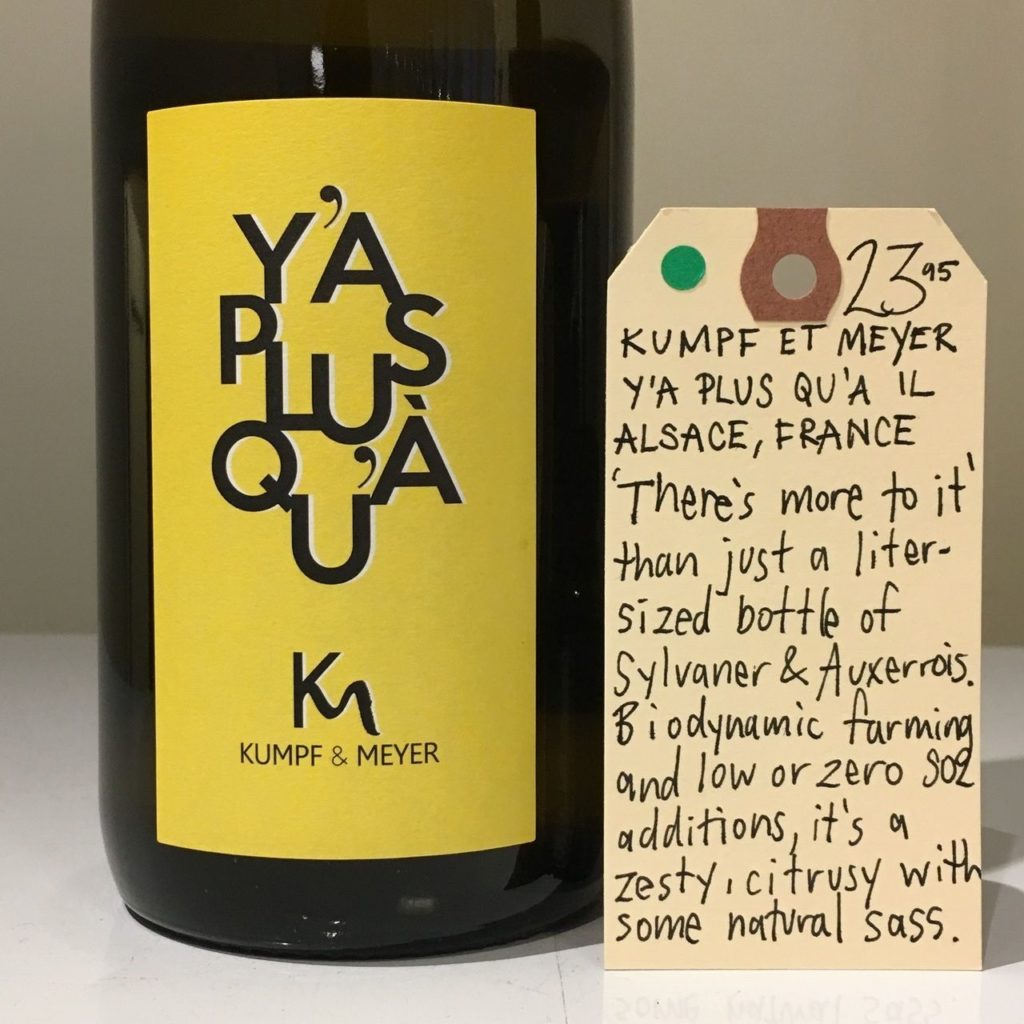 Y'A
PLUS
QU'À
KM
KUMPF & MEYER
23.95
KUMPF ET MEYER
Y'A PLUS QU'A 1L
ALSACE, FRANCE
'There's more to it'
than just a liter-
sized bottle of
Sylvaner & Auxerrois.
Biodynamic farming
and low or zero SO2
additions, it's a
zesty, citrusy with
some natural sass.